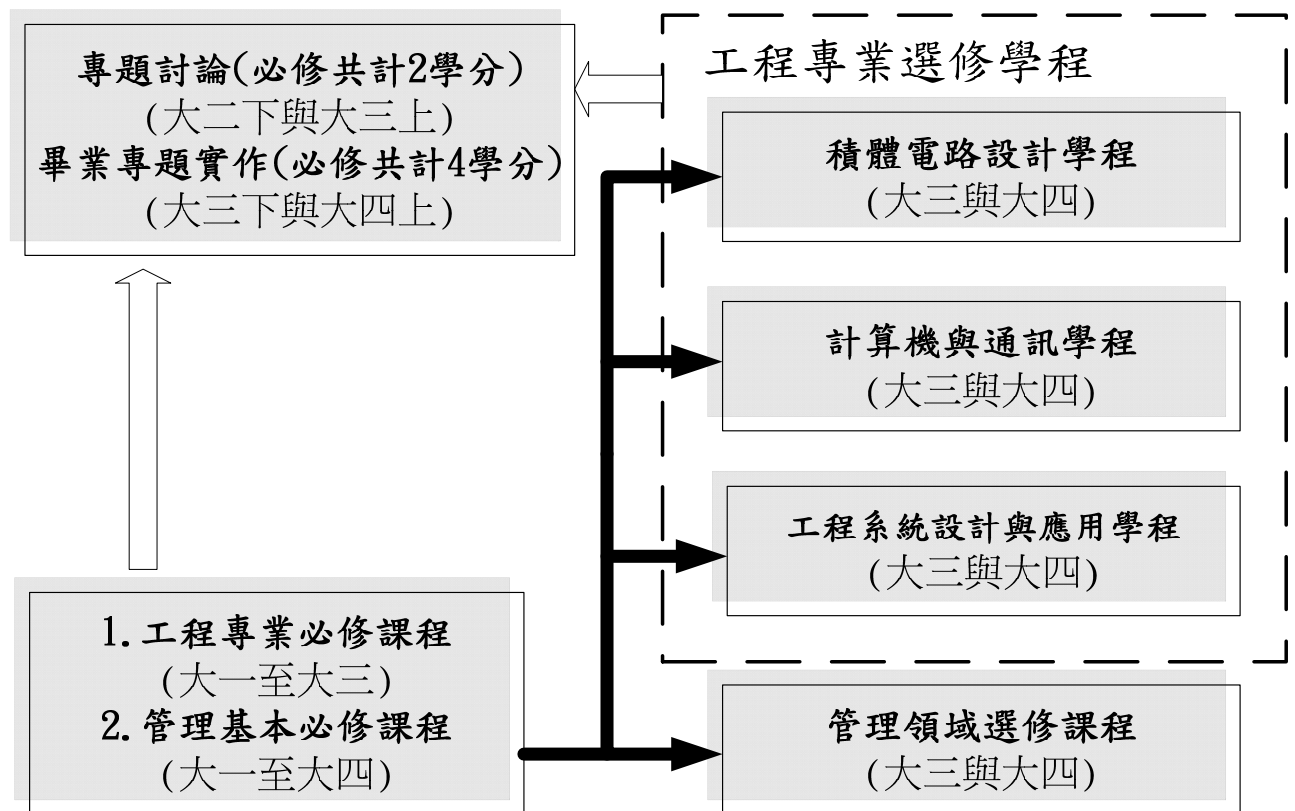 專題討論(必修共計2學分)
(大二下與大三上)
畢業專題實作(必修共計4學分)
(大三下與大四上)
工程專業選修學程
積體電路設計學程
(大三與大四)
計算機與通訊學程
(大三與大四)
工程系統設計與應用學程
(大三與大四)
1.工程專業必修課程
(大一至大三)
2.管理基本必修課程
(大一至大四)
管理領域選修課程
(大三與大四)